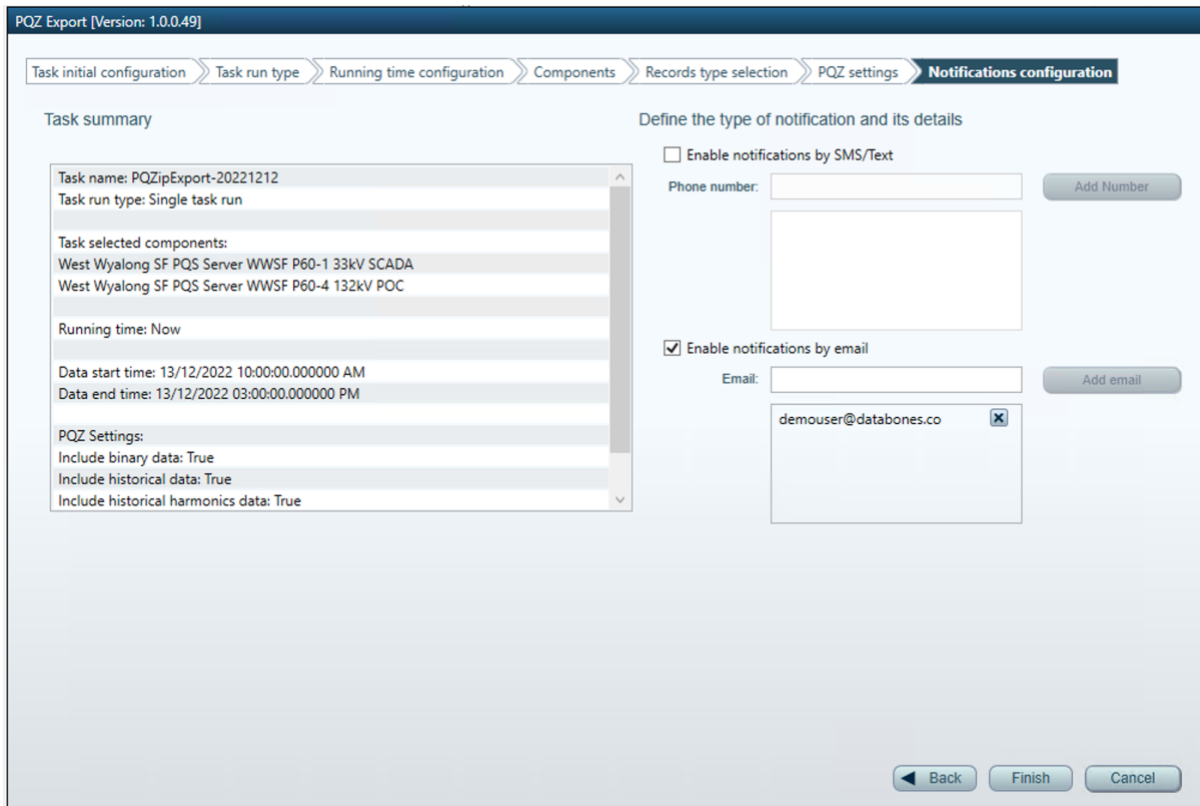 PQZ Export [Version: 1.0.0.49]
Task initial configuration Task run type Running time configuration Components Records type selection PQZ settings Notifications configuration
Task summary
Task name: PQZipExport-20221212
Task run type: Single task run
Task selected components:
West Wyalong SF PQS Server WWSF P60-1 33kV SCADA
West Wyalong SF PQS Server WWSF P60-4 132kV POC
Running time: Now
Data start time: 13/12/2022 10:00:00.000000 AM
Data end time: 13/12/2022 03:00:00.000000 PM
PQZ Settings:
Include binary data: True
Include historical data: True
Include historical harmonics data: True
Define the type of notification and its details
Enable notifications by SMS/Text
Phone number:
Add Number
Enable notifications by email
Email:
Add email
demouser@databones.co
Back
Finish
Cancel